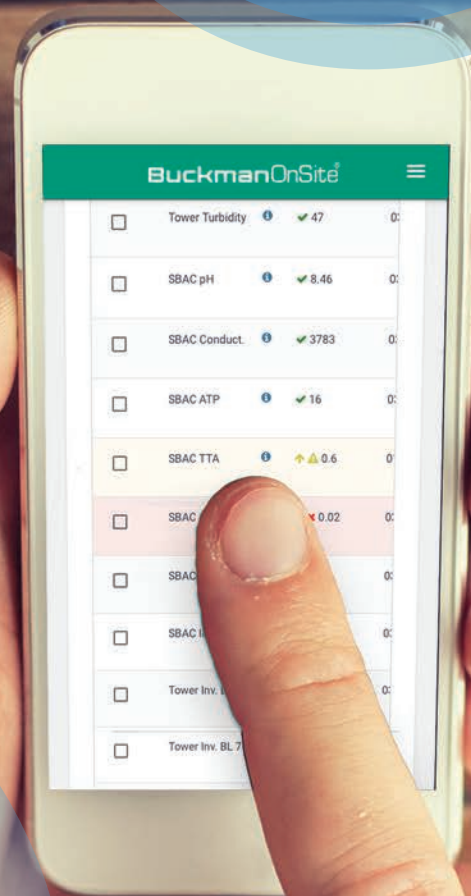 BuckmanOnSite®
Tower Turbidity 47
SBAC pH 8.46
SBAC Conduct. 3783
SBAC ATP 16
SBAC TTA 0.6
SBAC 0.02
SBAC
SBAC
Tower Inv.
Tower Inv. BL 7